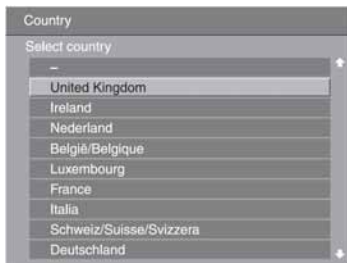 Country
Select country
–
United Kingdom
Ireland
Nederland
België/Belgique
Luxembourg
France
Italia
Schweiz/Suisse/Svizzera
Deutschland